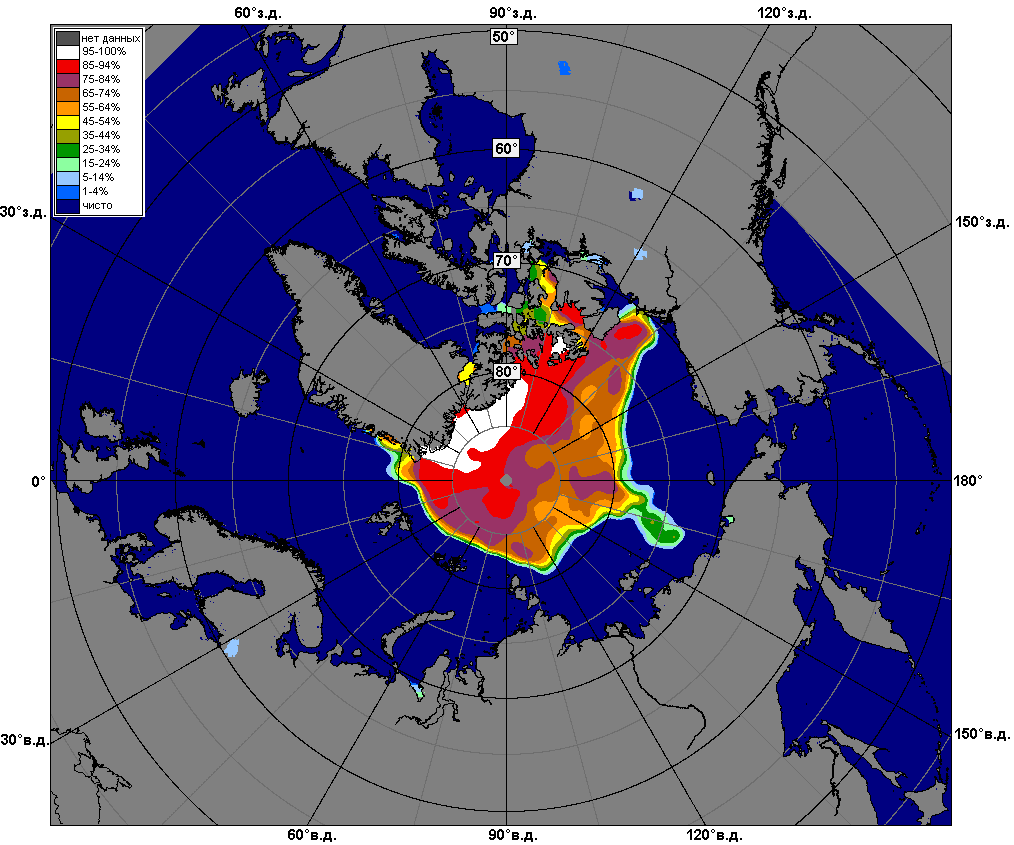 60°з.д.
90°з.д.
120°з.д.
нет данных
95-100%
85-94%
75-84%
65-74%
55-64%
45-54%
35-44%
25-34%
15-24%
5-14%
1-4%
чисто
50°
60°
70°
80°
30°з.д.
150°з.д.
0°
180°
30°в.д.
150°в.д.
60°в.д.
90°в.д.
120°в.д.